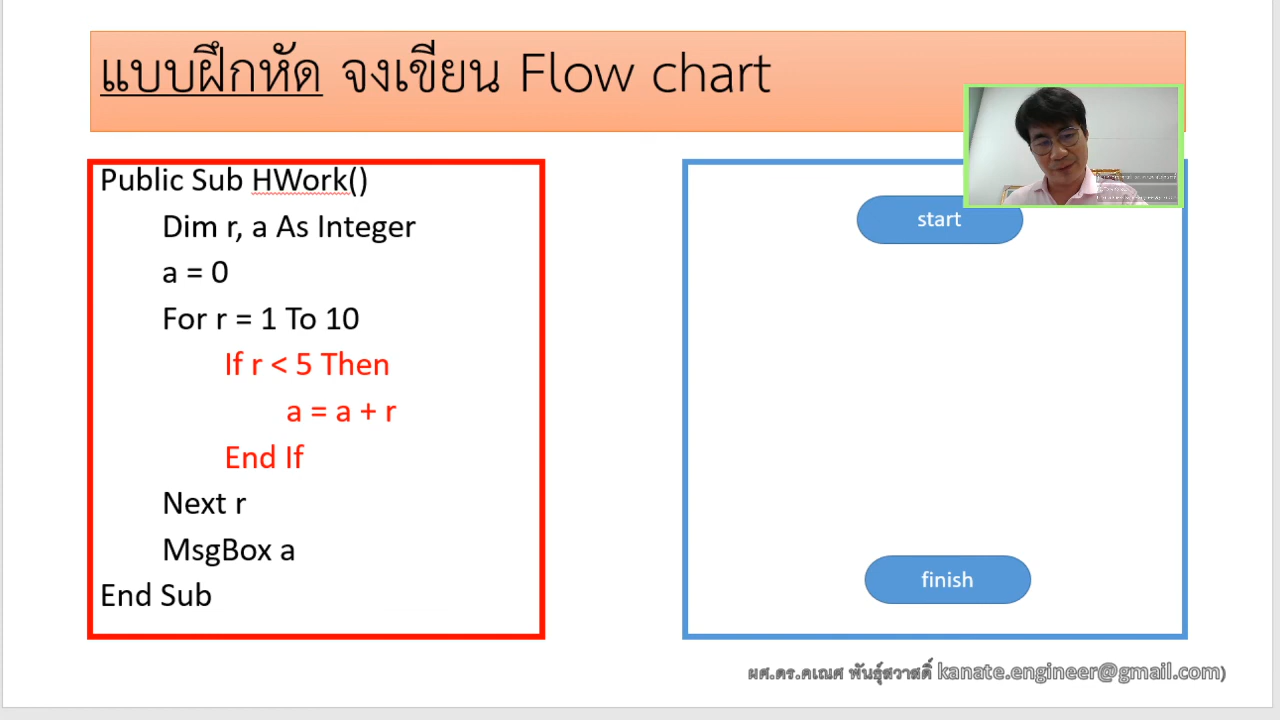 แบบฝึกหัด จงเขียน Flow chart
Public Sub HWork()
Dim r, a As Integer
a = 0
For r = 1 To 10
If r < 5 Then
a = a + r
End If
Next r
MsgBox a
End Sub
start
finish
ผศ.ดร.คเณศ พันธุ์สวาสดิ์ kanate.engineer@gmail.com)